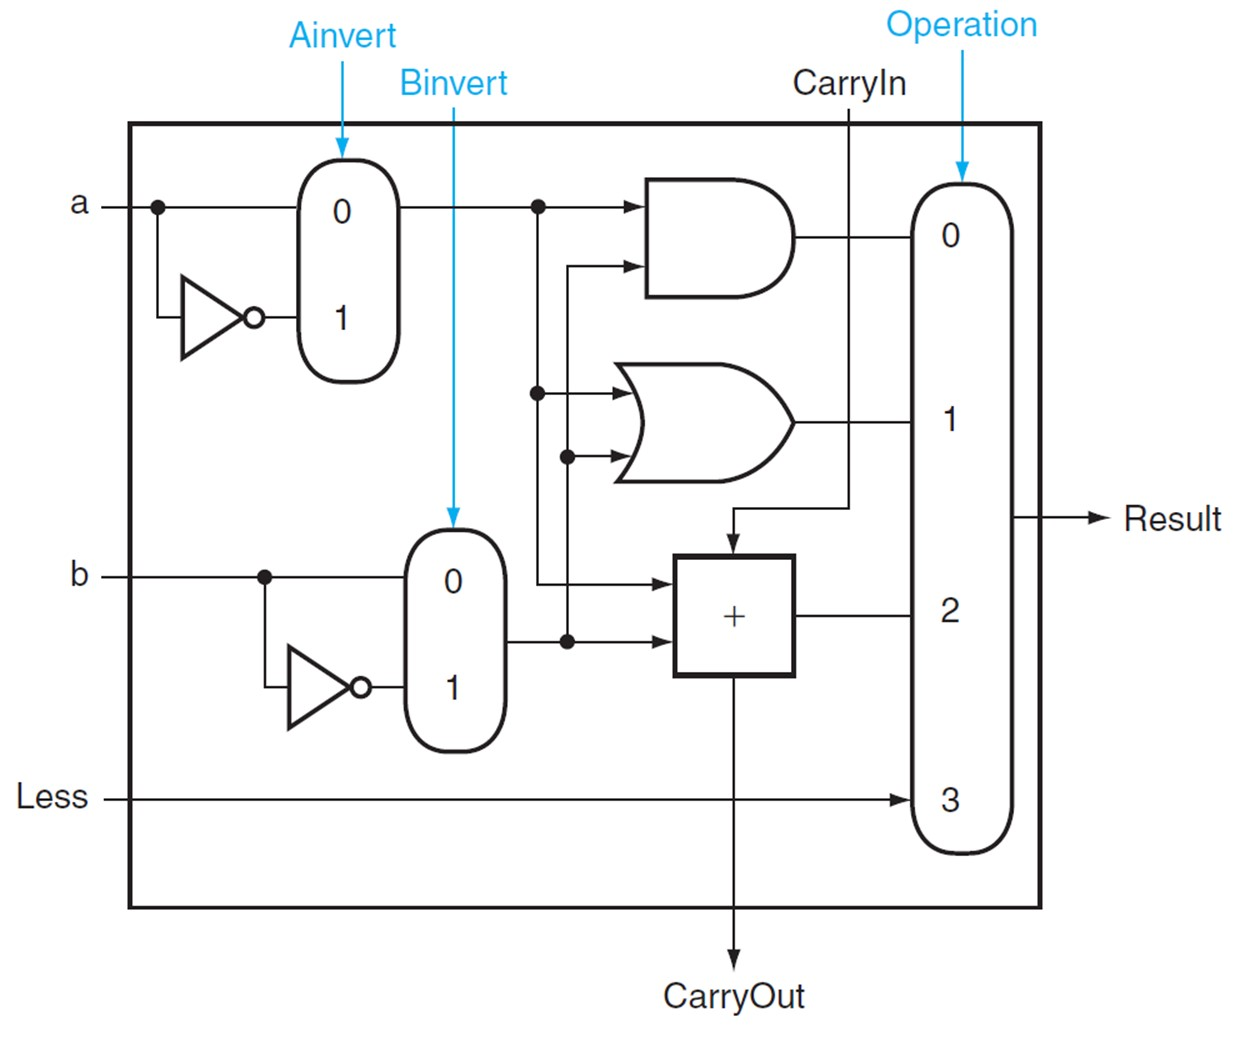 Operation
Ainvert
Binvert
CarryIn
a
0
0
1
1
Result
b
0
+
2
1
Less
3
CarryOut